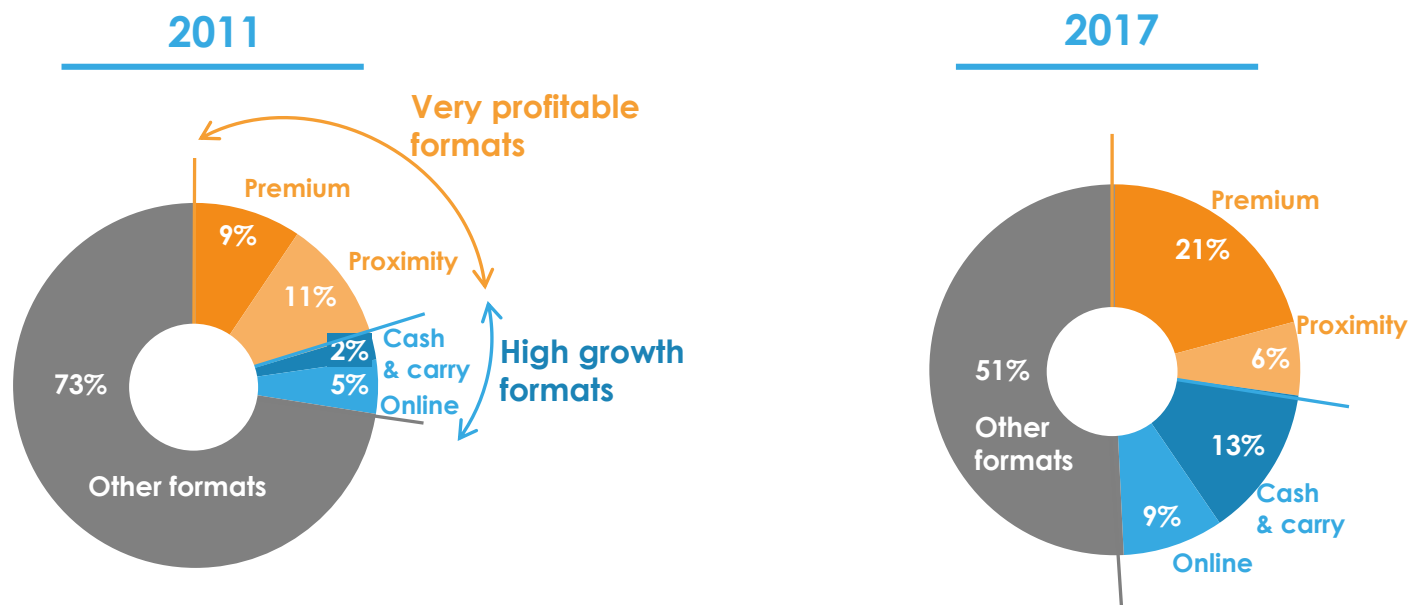 2011
Very profitable
formats
Premium
9%
Proximity
11%
Cash
& carry
2%
High growth
formats
5%
Online
73%
Other formats
2017
Premium
21%
Proximity
6%
51%
Other
formats
13%
Cash
& carry
9%
Online